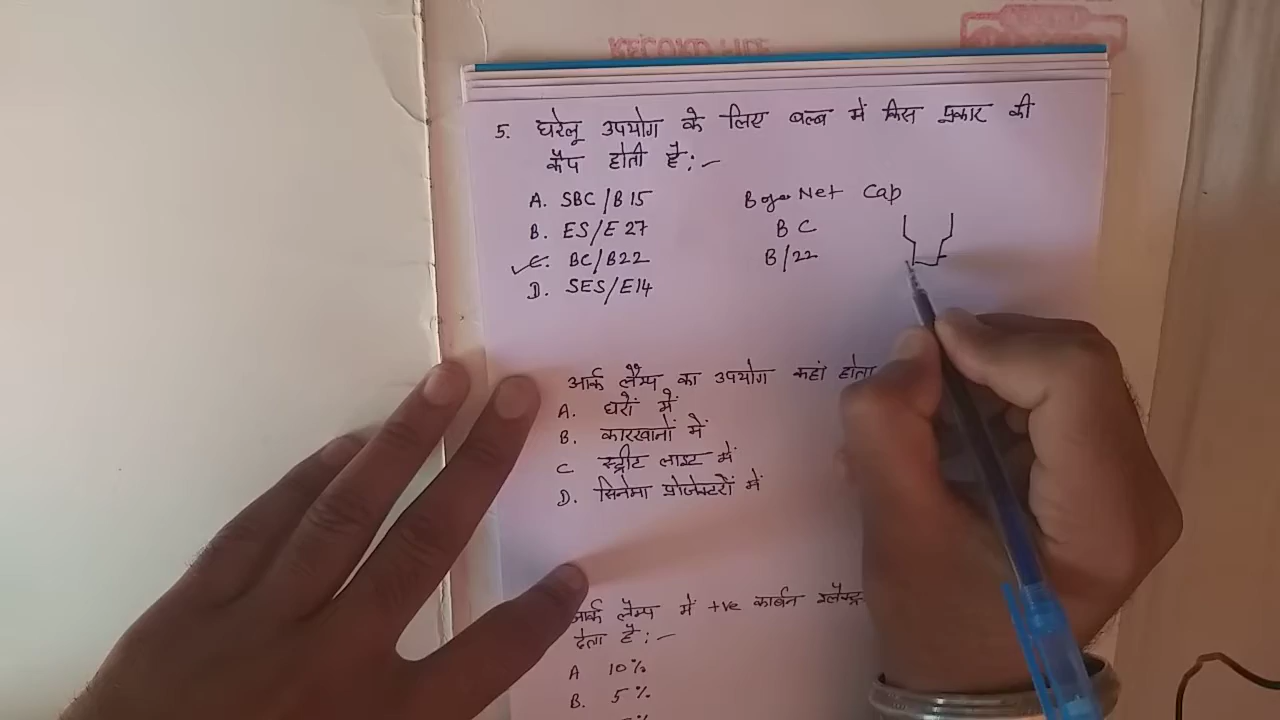 5. घरेलू उपयोग के लिए बल्ब में किस प्रकार की
कैप होती है:-
A. SBC/B15
B. ES/E27
C. BC/B22
D. SES/E14
Net Cap
BC
B/22
आर्क लैम्प का उपयोग कहां होता
A. घरों में
B. कारखानों में
C स्ट्रीट लाइट में
D. सिनेमा प्रोजेक्टरों में
आर्क लैम्प में +ve कार्बन
देता है:-
A 10%
B. 5%